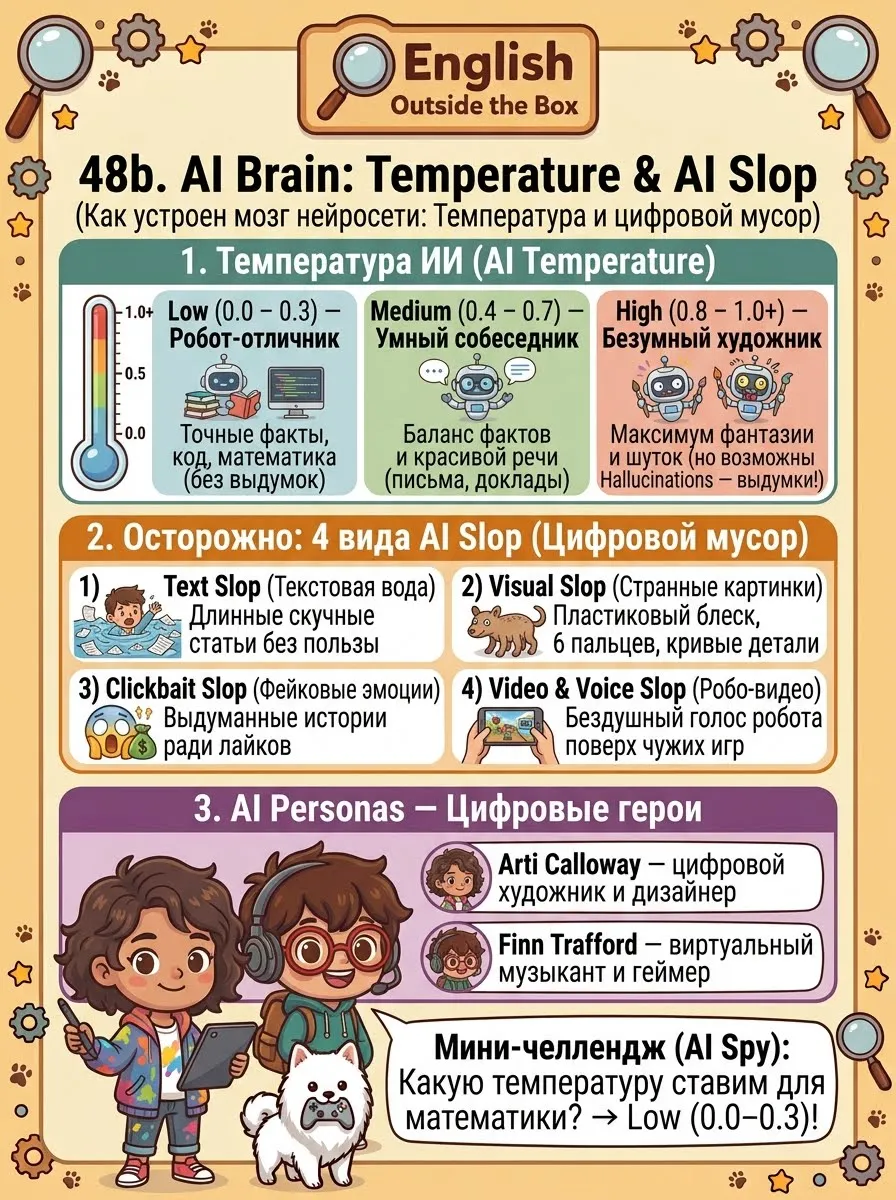 English
Outside the Box
48b. AI Brain: Temperature & AI Slop
(Как устроен мозг нейросети: Температура и цифровой мусор)
1. Температура ИИ (AI Temperature)
1.0+
0.5
0.0
Low (0.0 – 0.3) —
Робот-отличник
Точные факты,
код, математика
(без выдумок)
Medium (0.4 – 0.7) —
Умный собеседник
Баланс фактов
и красивой речи
(письма, доклады)
High (0.8 – 1.0+) —
Безумный художник
Максимум фантазии
и шуток (но возможны
Hallucinations — выдумки!)
2. Осторожно: 4 вида AI Slop (Цифровой мусор)
1) Text Slop (Текстовая вода)
Длинные скучные
статьи без пользы
2) Visual Slop (Странные картинки)
Пластиковый блеск,
6 пальцев, кривые детали
3) Clickbait Slop (Фейковые эмоции)
$
Выдуманные истории
ради лайков
4) Video & Voice Slop (Робо-видео)
Бездушный голос робота
поверх чужих игр
3. AI Personas — Цифровые герои
Arti Calloway — цифровой
художник и дизайнер
Finn Trafford — виртуальный
музыкант и геймер
Мини-челлендж (AI Spy):
Какую температуру ставим для
математики? → Low (0.0–0.3)!